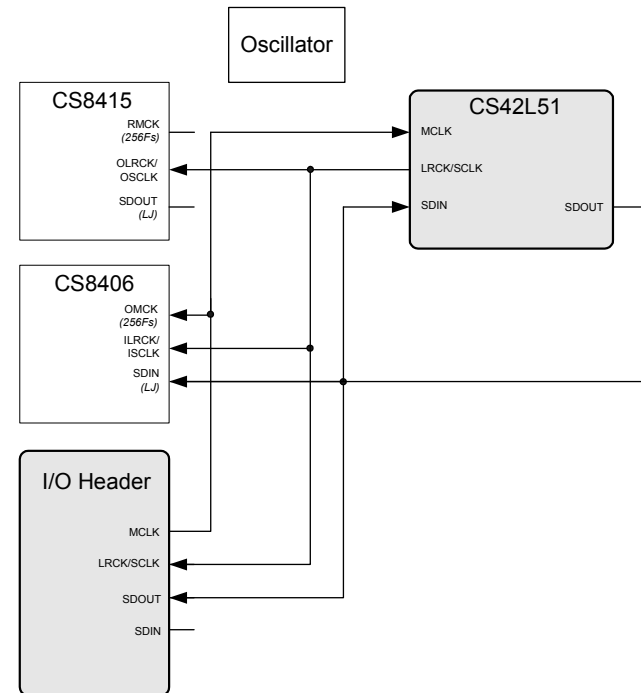 Oscillator
CS8415
RMCK
(256Fs)
OLRCK/
OSCLK
SDOUT
(LJ)
CS42L51
MCLK
LRCK/SCLK
SDIN
SDOUT
CS8406
OMCK
(256Fs)
ILRCK/
ISCLK
SDIN
(LJ)
I/O Header
MCLK
LRCK/SCLK
SDOUT
SDIN